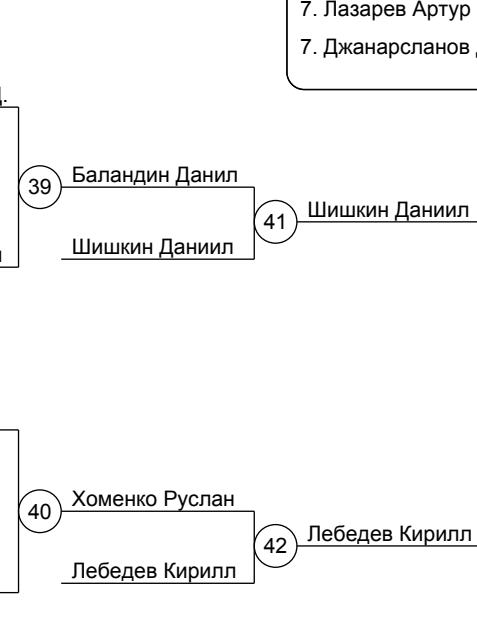 7. Лазарев Артур
7. Джанарсланов
39
Баландин Данил
Шишкин Даниил
41
Шишкин Даниил
40
Хоменко Руслан
Лебедев Кирилл
42
Лебедев Кирилл